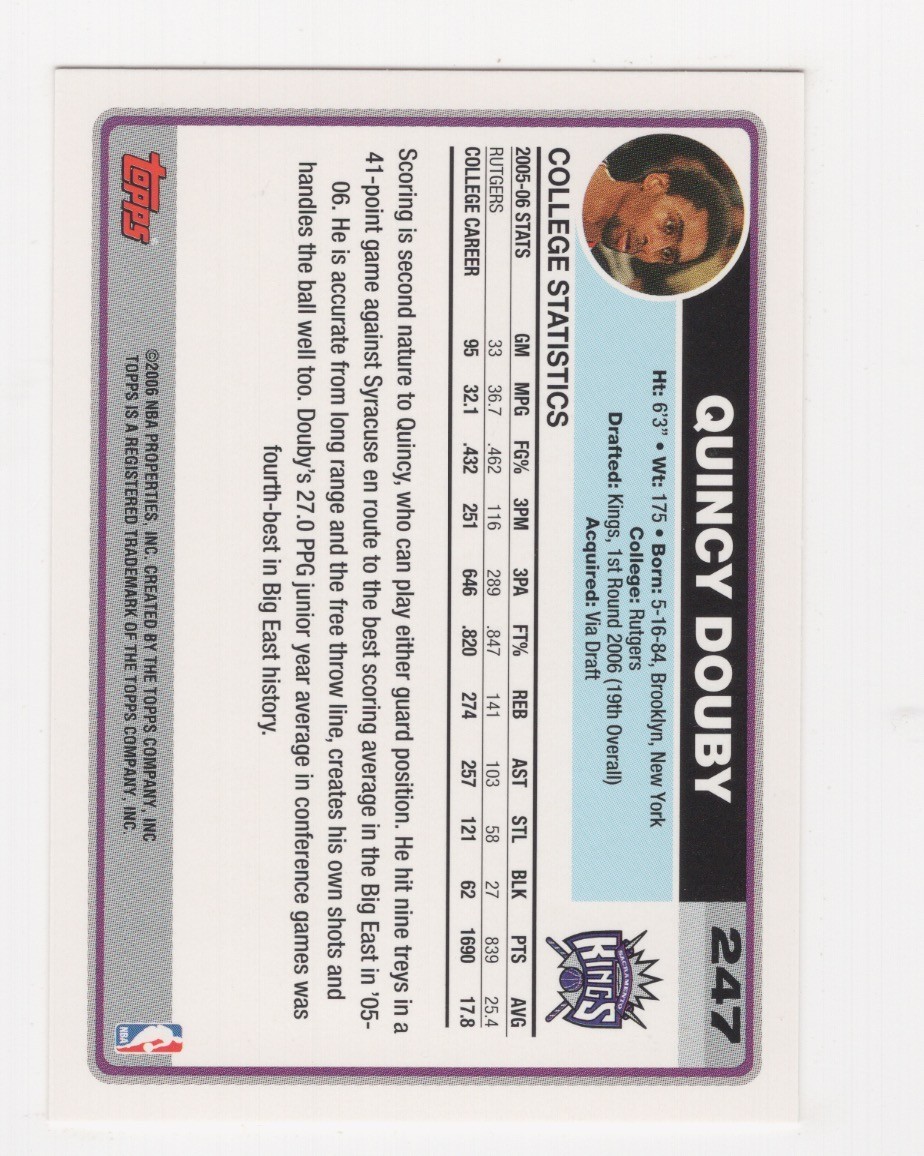 QUINCY DOUBY
247
Ht: 6'3" • Wt: 175 • Born: 5-16-84, Brooklyn, New York
College: Rutgers
Drafted: Kings, 1st Round 2006 (19th Overall)
Acquired: Via Draft
SACRAMENTO
KINGS
COLLEGE STATISTICS
2005-06 STATS GM MPG FG% 3PM 3PA FT% REB AST STL BLK PTS AVG
RUTGERS 33 36.7 .462 116 289 .847 141 103 58 27 839 25.4
COLLEGE CAREER 95 32.1 .432 251 646 .820 274 257 121 62 1690 17.8
Scoring is second nature to Quincy, who can play either guard position. He hit nine treys in a
41-point game against Syracuse en route to the best scoring average in the Big East in '05-
06. He is accurate from long range and the free throw line, creates his own shots and
handles the ball well too. Douby's 27.0 PPG junior year average in conference games was
fourth-best in Big East history.
topps
©2006 NBA PROPERTIES, INC. CREATED BY THE TOPPS COMPANY, INC
TOPPS IS A REGISTERED TRADEMARK OF THE TOPPS COMPANY, INC.
NBA